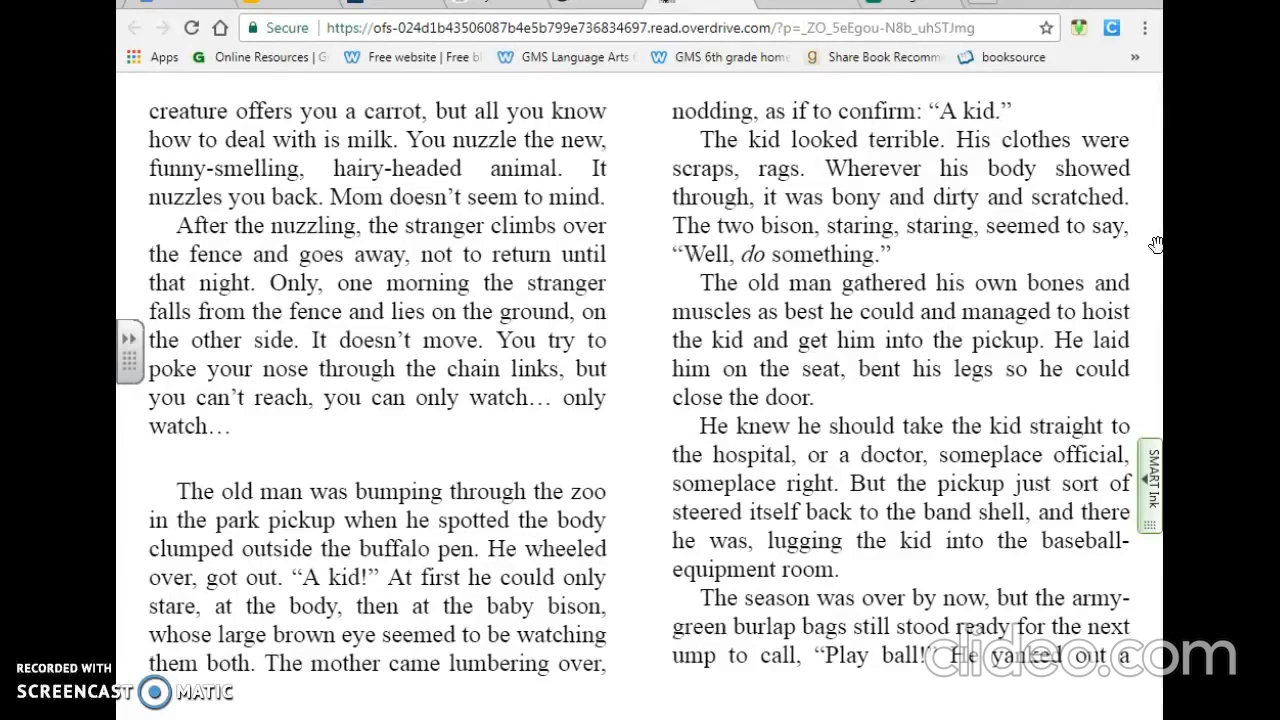 Secure
https://ofs-024d1b43506087b4e5b799e736834697.read.overdrive.com/?p=_ZO_5eEgou-N8b_uhSTJmg
Apps
Online Resources | G
Free website | Free bl
GMS Language Arts
GMS 6th grade home
Share Book Recomm
booksource
creature offers you a carrot, but all you know
how to deal with is milk. You nuzzle the new,
funny-smelling, hairy-headed animal. It
nuzzles you back. Mom doesn’t seem to mind.
After the nuzzling, the stranger climbs over
the fence and goes away, not to return until
that night. Only, one morning the stranger
falls from the fence and lies on the ground, on
the other side. It doesn’t move. You try to
poke your nose through the chain links, but
you can’t reach, you can only watch… only
watch…
The old man was bumping through the zoo
in the park pickup when he spotted the body
clumped outside the buffalo pen. He wheeled
over, got out. “A kid!” At first he could only
stare, at the body, then at the baby bison,
whose large brown eye seemed to be watching
them both. The mother came lumbering over,
nodding, as if to confirm: “A kid.”
The kid looked terrible. His clothes were
scraps, rags. Wherever his body showed
through, it was bony and dirty and scratched.
The two bison, staring, staring, seemed to say,
“Well, do something.”
The old man gathered his own bones and
muscles as best he could and managed to hoist
the kid and get him into the pickup. He laid
him on the seat, bent his legs so he could
close the door.
He knew he should take the kid straight to
the hospital, or a doctor, someplace official,
someplace right. But the pickup just sort of
steered itself back to the band shell, and there
he was, lugging the kid into the baseball-
equipment room.
The season was over by now, but the army-
green burlap bags still stood ready for the next
ump to call, “Play ball!” He yanked out a
SMART Ink
clideo.com
RECORDED WITH
SCREENCAST MATIC